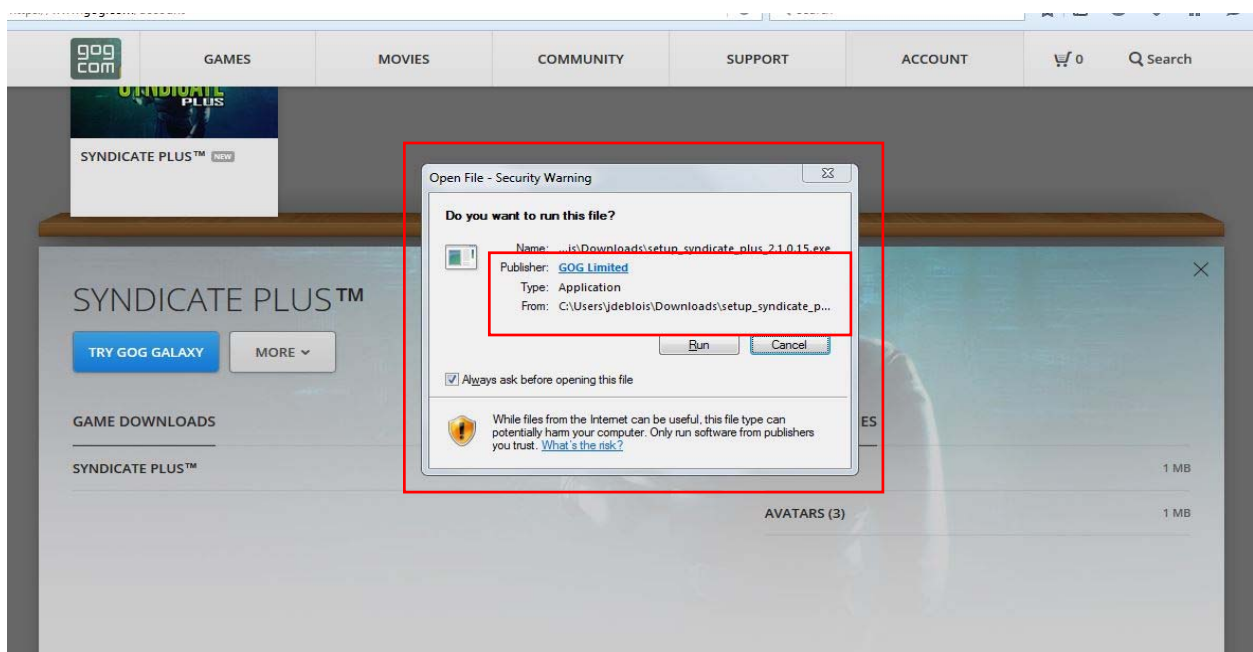 gog
com
GAMES
MOVIES
COMMUNITY
SUPPORT
ACCOUNT
0
Search
SYNDICATE
PLUS
SYNDICATE PLUS™ NEW
Open File - Security Warning
Do you want to run this file?
Name: ...is\Downloads\setup_syndicate_plus_2.1.0.15.exe
Publisher: GOG Limited
Type: Application
From: C:\Users\jdeblois\Downloads\setup_syndicate_p...
Run
Cancel
Always ask before opening this file
While files from the Internet can be useful, this file type can
potentially harm your computer. Only run software from publishers
you trust. What's the risk?
SYNDICATE PLUS™
TRY GOG GALAXY
MORE
GAME DOWNLOADS
ES
SYNDICATE PLUS™
1 MB
AVATARS (3)
1 MB